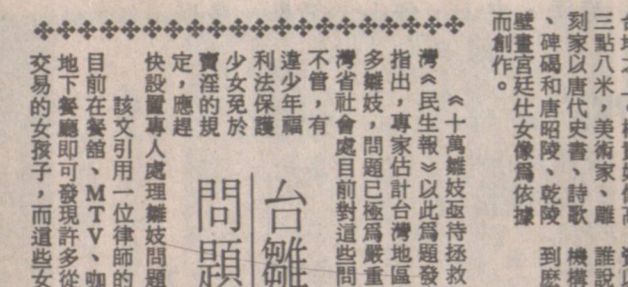 三點八米，美術家、雕
刻家以唐代史書、詩歌
、碑碣和唐昭陵、乾陵
壁畫宮廷仕女像爲依據
而創作。
誰說
機構
台雛
問題
《十萬雛妓亟待拯救
灣《民生報》以此爲題發
指出，專家估計台灣地區
多雛妓，問題已極爲嚴重
灣省社會處目前對這些問
不管，有
違少年福
利法保護
少女免於
賣淫的規
定，應趕
快設置專人處理雛妓問題
該文引用一位律師的
目前在餐館、MTV、咖
地下餐廳即可發現許多從
交易的女孩子，而這些女